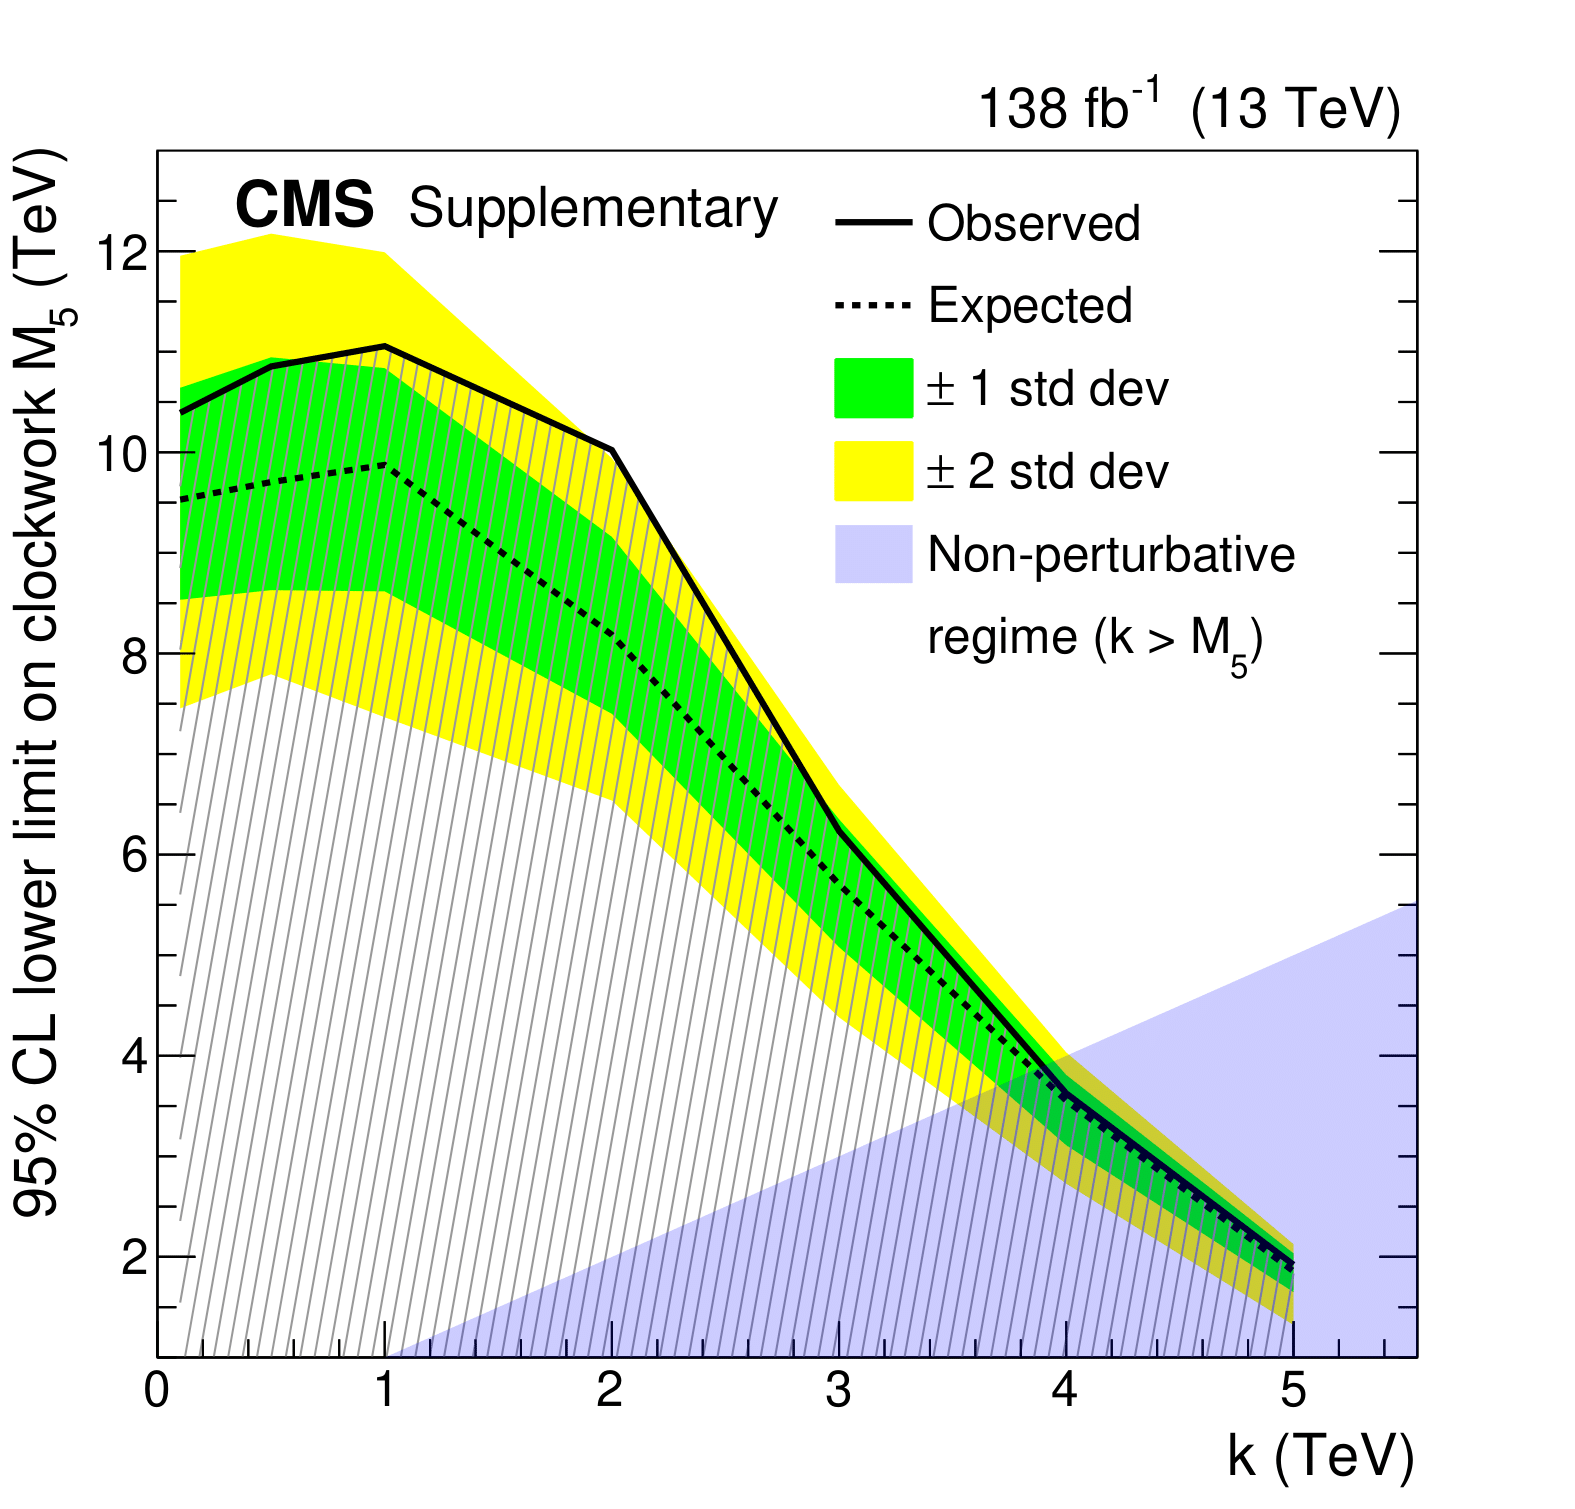 138 fb-1 (13 TeV)
CMS Supplementary
Observed
Expected
± 1 std dev
± 2 std dev
Non-perturbative
regime (k > M5)
95% CL lower limit on clockwork M5 (TeV)
12
10
8
6
4
2
0 1 2 3 4 5
k (TeV)